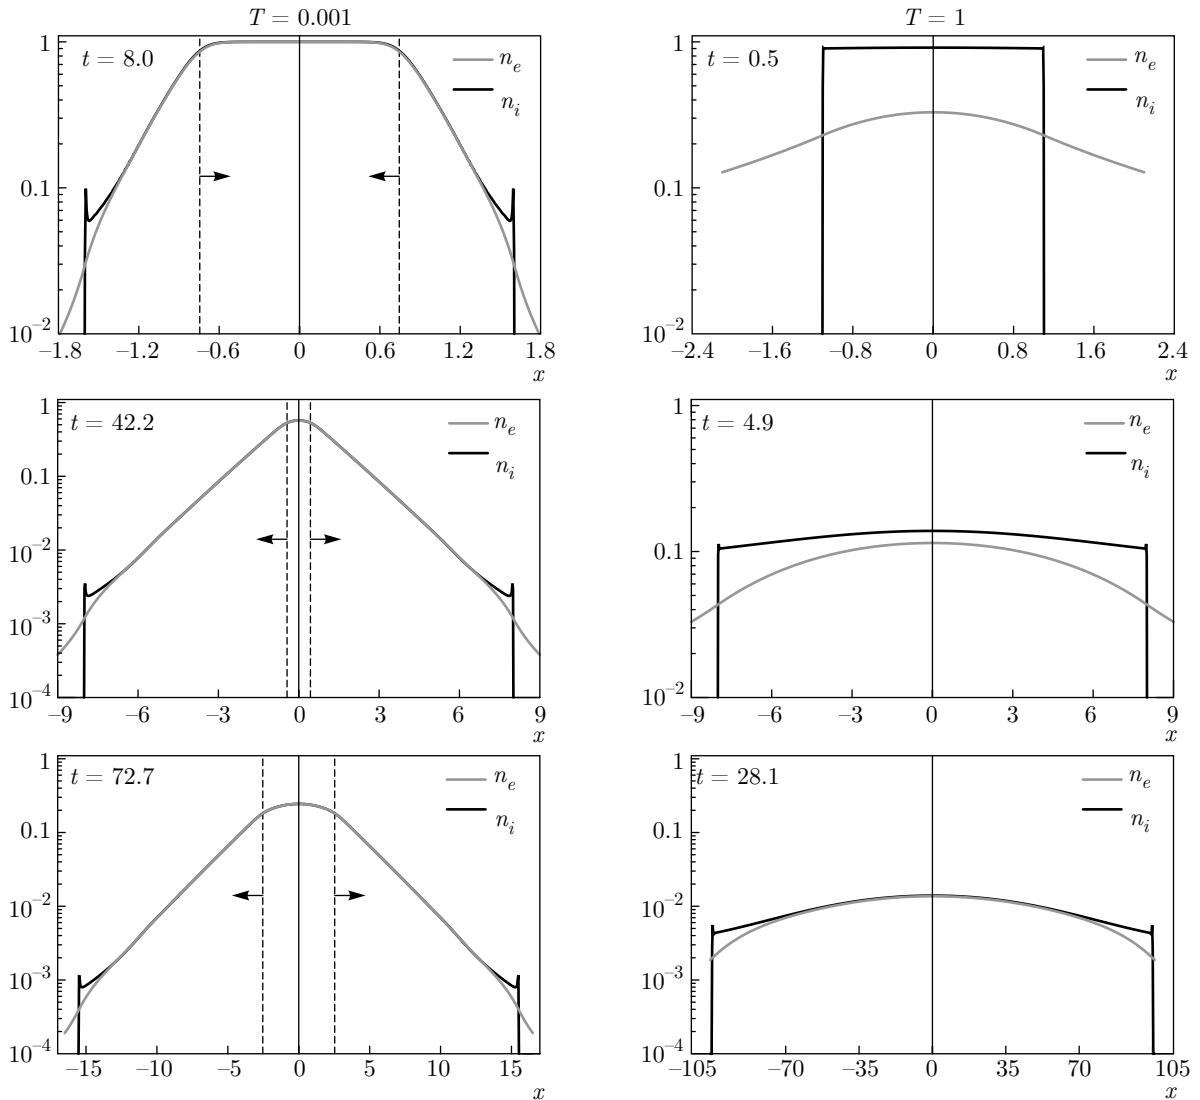 T = 0.001
T = 1
1
t = 8.0
n_e
n_i
0.1
10^−2
−1.8 −1.2 −0.6 0 0.6 1.2 1.8
x
1
t = 0.5
n_e
n_i
0.1
10^−2
−2.4 −1.6 −0.8 0 0.8 1.6 2.4
x
1
t = 42.2
n_e
n_i
0.1
10^−2
10^−3
10^−4
−9 −6 −3 0 3 6 9
x
1
t = 4.9
n_e
n_i
0.1
10^−2
−9 −6 −3 0 3 6 9
x
1
t = 72.7
n_e
n_i
0.1
10^−2
10^−3
10^−4
−15 −10 −5 0 5 10 15
x
1
t = 28.1
n_e
n_i
0.1
10^−2
10^−3
10^−4
−105 −70 −35 0 35 70 105
x